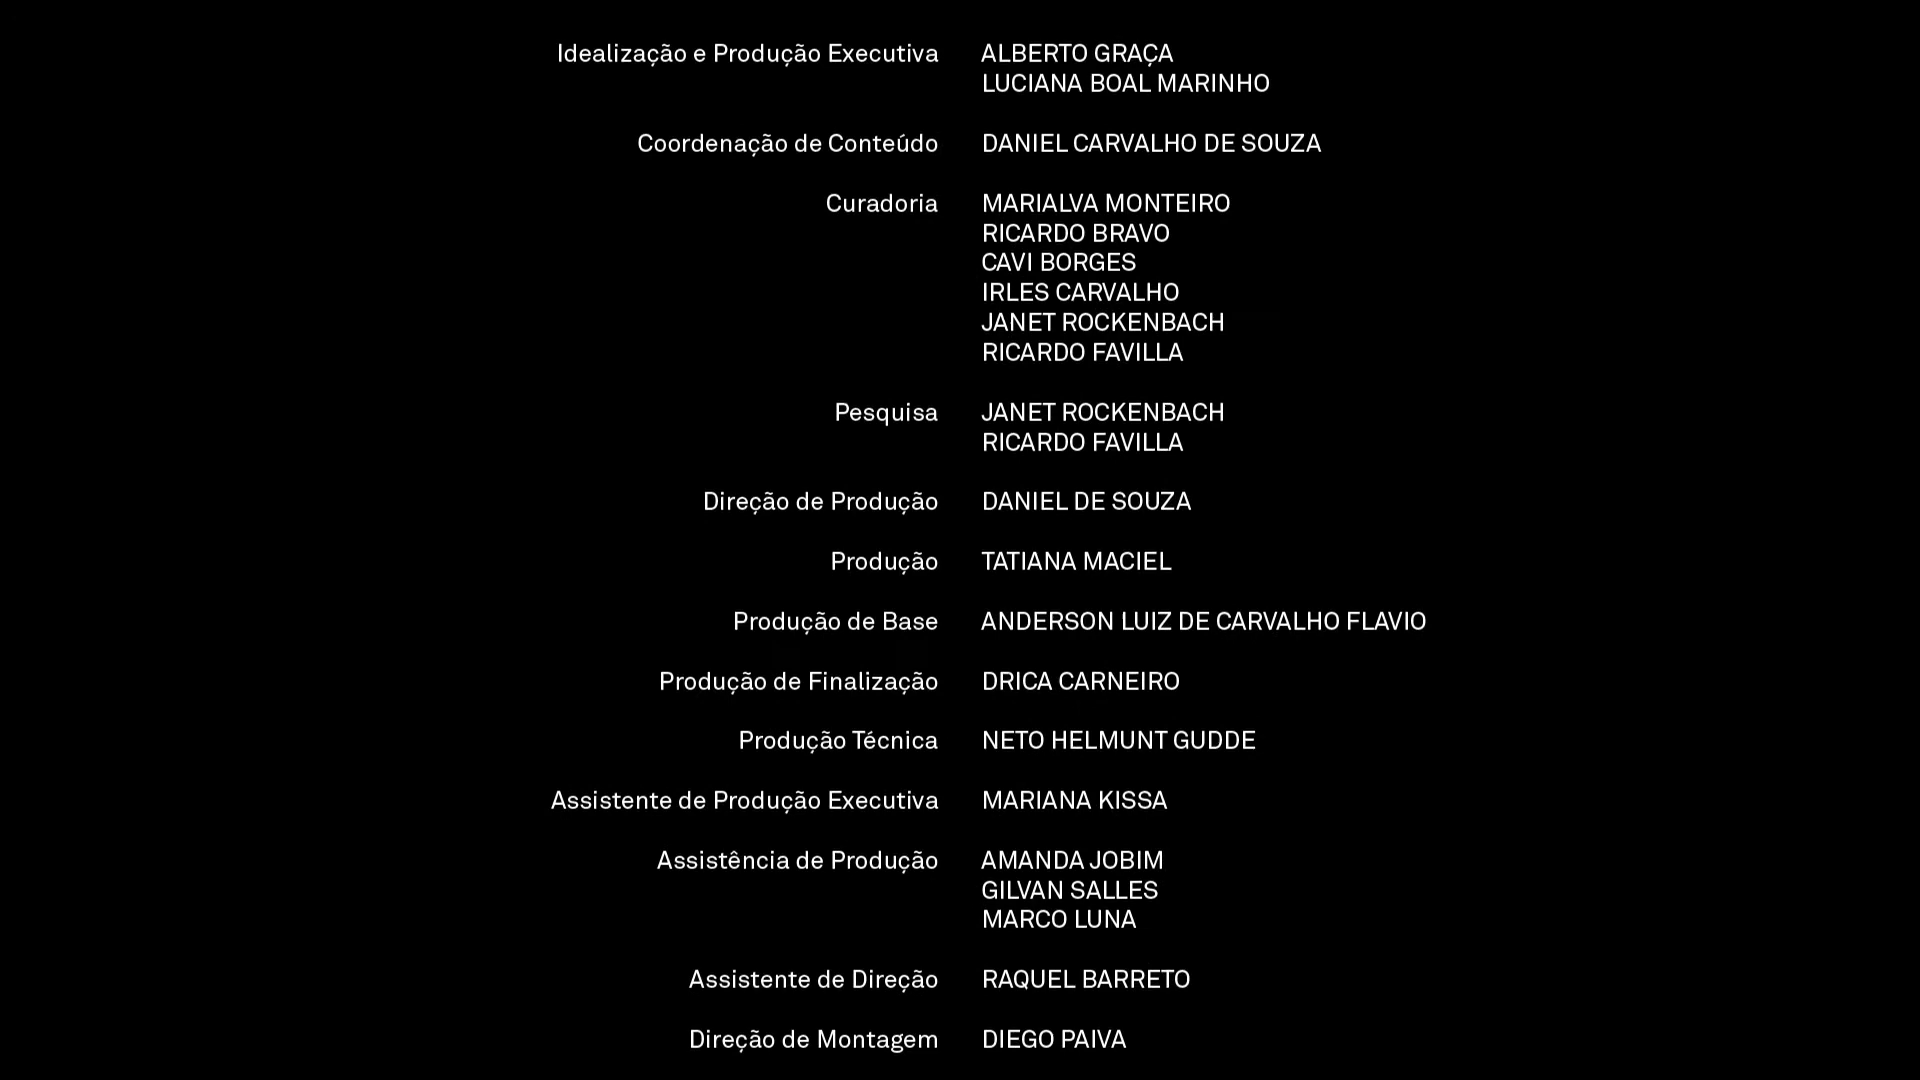 Idealização e Produção Executiva ALBERTO GRAÇA
LUCIANA BOAL MARINHO
Coordenação de Conteúdo DANIEL CARVALHO DE SOUZA
Curadoria MARIALVA MONTEIRO
RICARDO BRAVO
CAVI BORGES
IRLES CARVALHO
JANET ROCKENBACH
RICARDO FAVILLA
Pesquisa JANET ROCKENBACH
RICARDO FAVILLA
Direção de Produção DANIEL DE SOUZA
Produção TATIANA MACIEL
Produção de Base ANDERSON LUIZ DE CARVALHO FLAVIO
Produção de Finalização DRICA CARNEIRO
Produção Técnica NETO HELMUNT GUDDE
Assistente de Produção Executiva MARIANA KISSA
Assistência de Produção AMANDA JOBIM
GILVAN SALLES
MARCO LUNA
Assistente de Direção RAQUEL BARRETO
Direção de Montagem DIEGO PAIVA